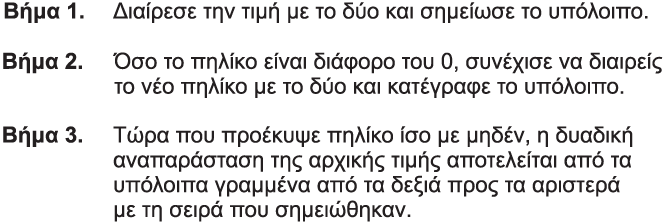 Βήμα 1. Διαίρεσε την τιμή με το δύο και σημείωσε το υπόλοιπο.
Βήμα 2. Όσο το πηλίκο είναι διάφορο του 0, συνέχισε να διαιρείς
το νέο πηλίκο με το δύο και κατέγραφε το υπόλοιπο.
Βήμα 3. Τώρα που προέκυψε πηλίκο ίσο με μηδέν, η δυαδική
αναπαράσταση της αρχικής τιμής αποτελείται από τα
υπόλοιπα γραμμένα από τα δεξιά προς τα αριστερά
με τη σειρά που σημειώθηκαν.